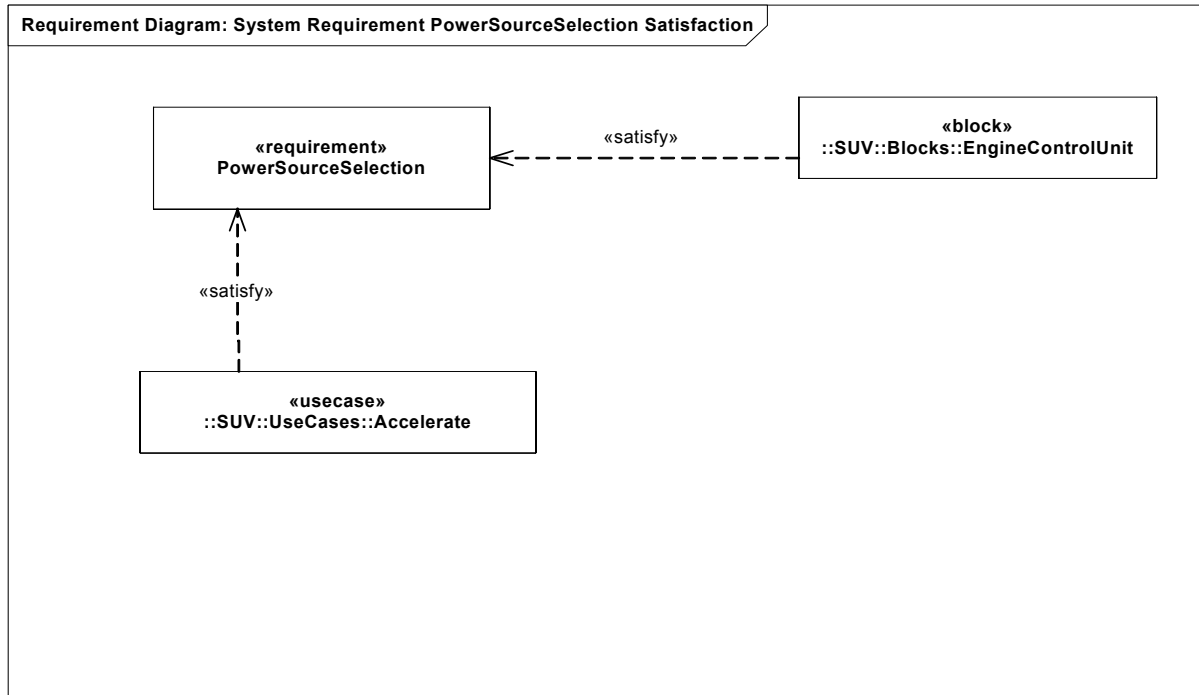 Requirement Diagram: System Requirement PowerSourceSelection Satisfaction
«requirement»
PowerSourceSelection
«satisfy»
«block»
::SUV::Blocks::EngineControlUnit
«satisfy»
«usecase»
::SUV::UseCases::Accelerate